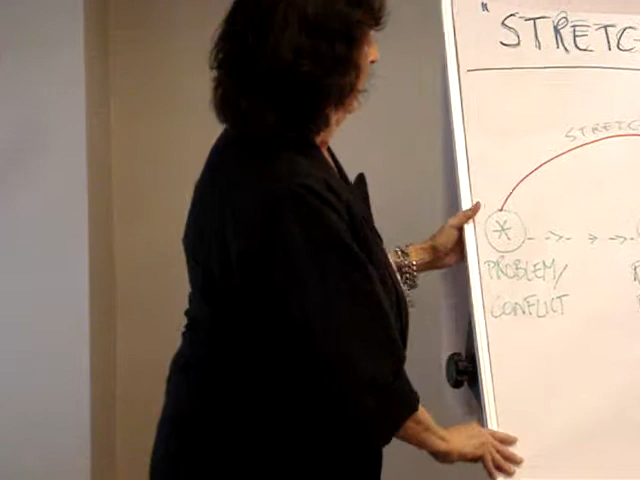 " STRETC
STRETC
*
PROBLEM/
CONFLICT